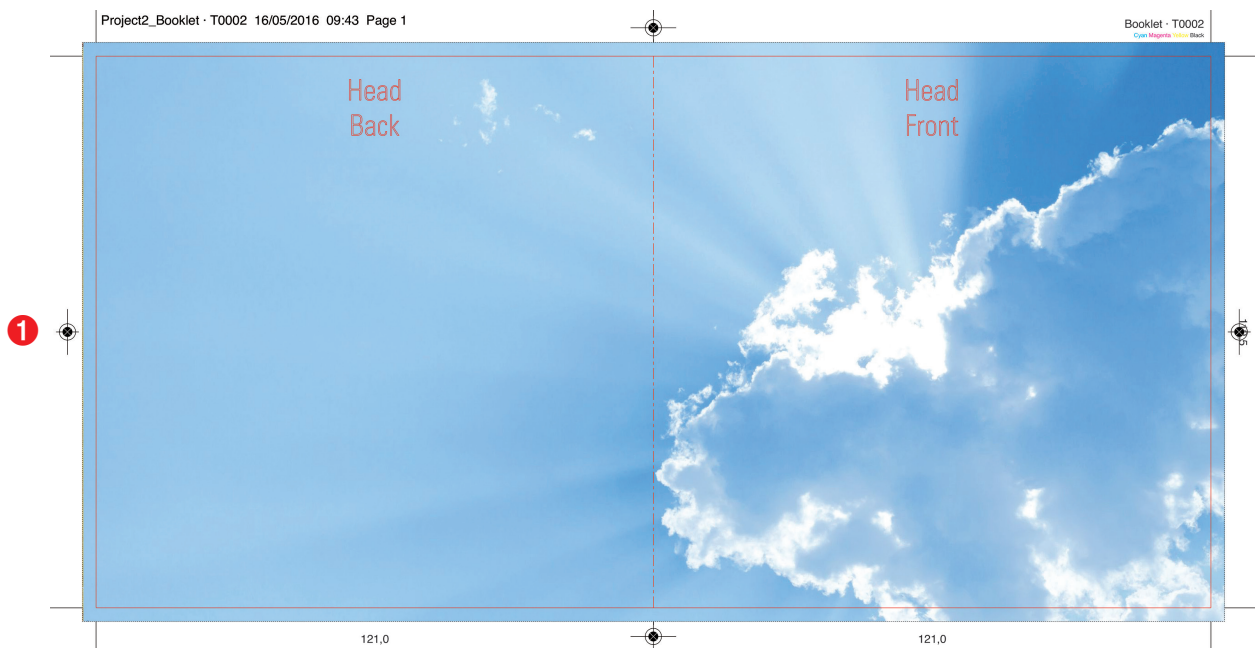 Project2_Booklet · T0002 16/05/2016 09:43 Page 1
Booklet · T0002
Cyan Magenta Yellow Black
Head
Back
Head
Front
1
121,0
121,0